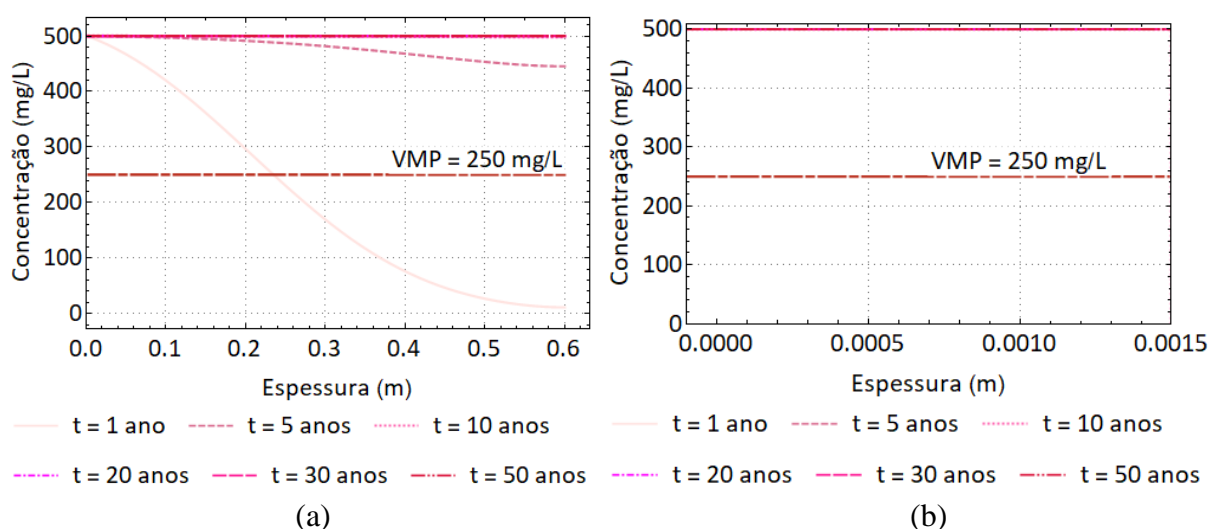 500
400
300
200
100
0
Concentração (mg/L)
VMP = 250 mg/L
0.0 0.1 0.2 0.3 0.4 0.5 0.6
Espessura (m)
t = 1 ano t = 5 anos t = 10 anos
t = 20 anos t = 30 anos t = 50 anos
(a)
500
400
300
200
100
0
Concentração (mg/L)
VMP = 250 mg/L
0.0000 0.0005 0.0010 0.0015
Espessura (m)
t = 1 ano t = 5 anos t = 10 anos
t = 20 anos t = 30 anos t = 50 anos
(b)